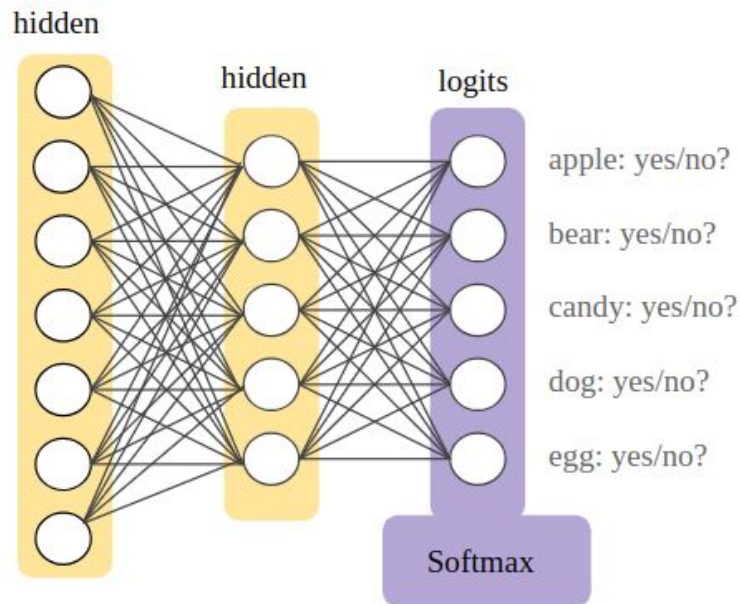 hidden
hidden
logits
apple: yes/no?
bear: yes/no?
candy: yes/no?
dog: yes/no?
egg: yes/no?
Softmax